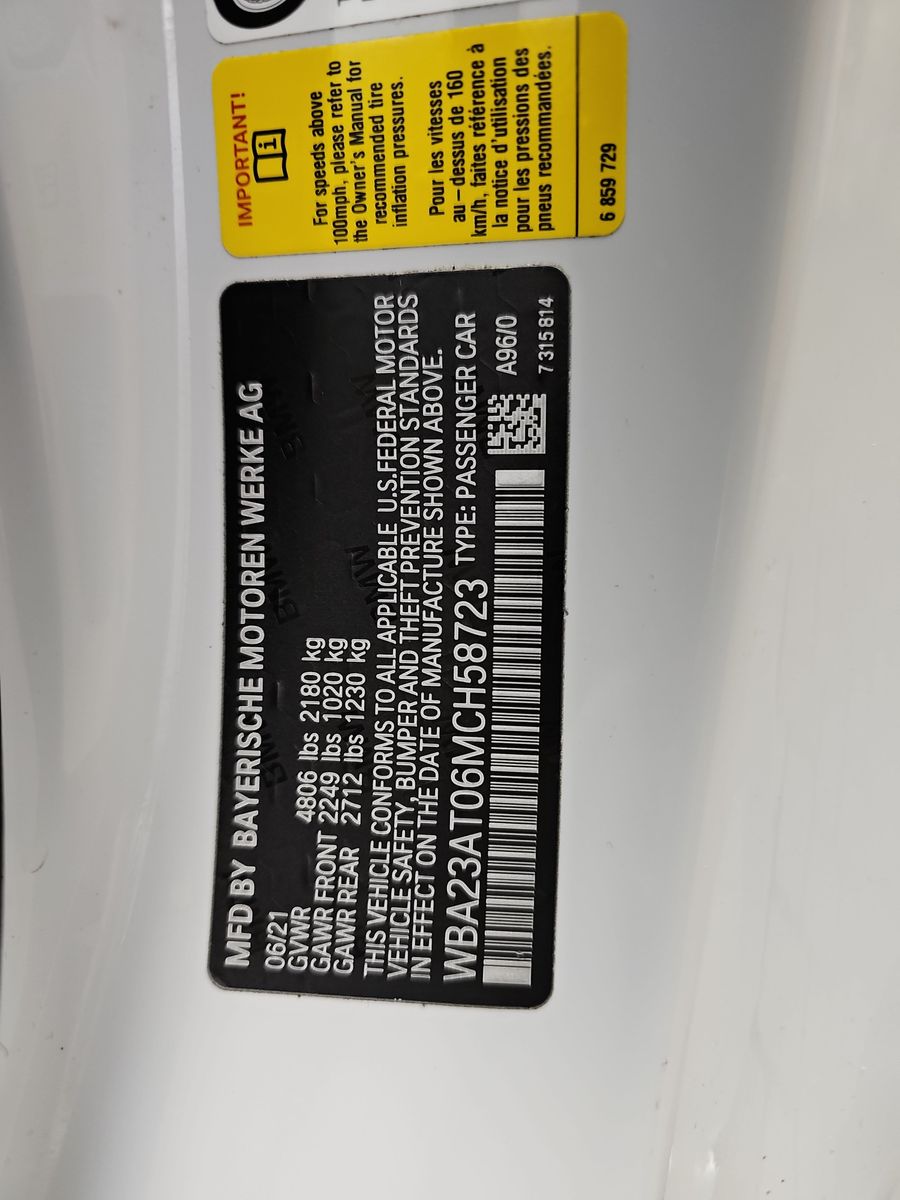 MFD BY BAYERISCHE MOTOREN WERKE AG
06/21
GVWR 4806 lbs 2180 kg
GAWR FRONT 2249 lbs 1020 kg
GAWR REAR 2712 lbs 1230 kg
THIS VEHICLE CONFORMS TO ALL APPLICABLE U.S.FEDERAL MOTOR
VEHICLE SAFETY, BUMPER AND THEFT PREVENTION STANDARDS
IN EFFECT ON THE DATE OF MANUFACTURE SHOWN ABOVE.
WBA23AT06MCH58723 TYPE: PASSENGER CAR
A96/0
7 315 814
IMPORTANT!
For speeds above
100mph, please refer to
the Owner's Manual for
recommended tire
inflation pressures.
Pour les vitesses
au-dessus de 160
km/h, faites référence à
la notice d'utilisation
pour les pressions des
pneus recommandées.
6 859 729